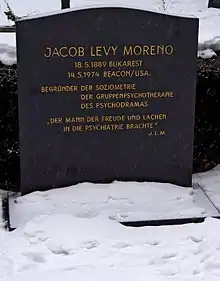 JACOB LEVY MORENO
18.5.1889 BUKAREST
14.5.1974 BEACON/USA.
BEGRÜNDER DER SOZIOMETRIE
DER GRUPPENPSYCHOTHERAPIE
DES PSYCHODRAMAS
„DER MANN DER FREUDE UND LACHEN
IN DIE PSYCHIATRIE BRACHTE"
J.L.M.